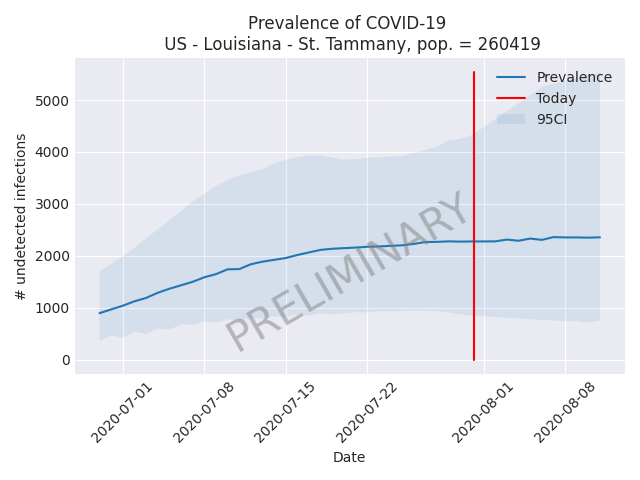 Prevalence of COVID-19
US - Louisiana - St. Tammany, pop. = 260419
Prevalence
Today
95CI
5000
4000
3000
2000
1000
0
# undetected infections
PRELIMINARY
2020-07-01
2020-07-08
2020-07-15
2020-07-22
2020-08-01
2020-08-08
Date